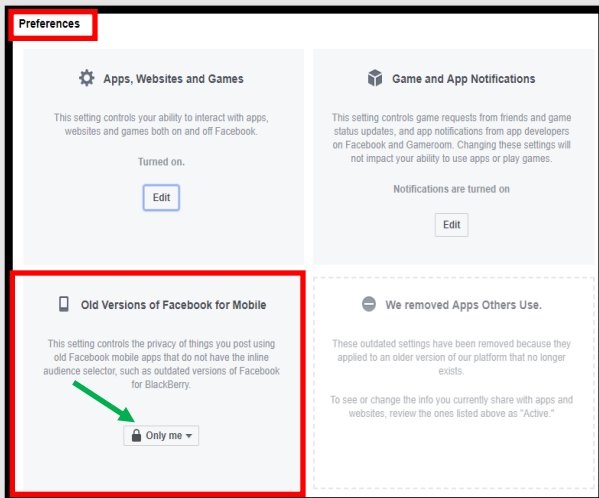 Preferences
Apps, Websites and Games
This setting controls your ability to interact with apps,
websites and games both on and off Facebook.
Turned on.
Edit
Game and App Notifications
This setting controls game requests from friends and game
status updates, and app notifications from app developers
on Facebook and Gameroom. Changing these settings will
not impact your ability to use apps or play games.
Notifications are turned on
Edit
Old Versions of Facebook for Mobile
This setting controls the privacy of things you post using
old Facebook mobile apps that do not have the inline
audience selector, such as outdated versions of Facebook
for BlackBerry.
Only me
We removed Apps Others Use.
These outdated settings have been removed because they
applied to an older version of our platform that no longer
exists.
To see or change the info you currently share with apps and
websites, review the ones listed above as "Active."